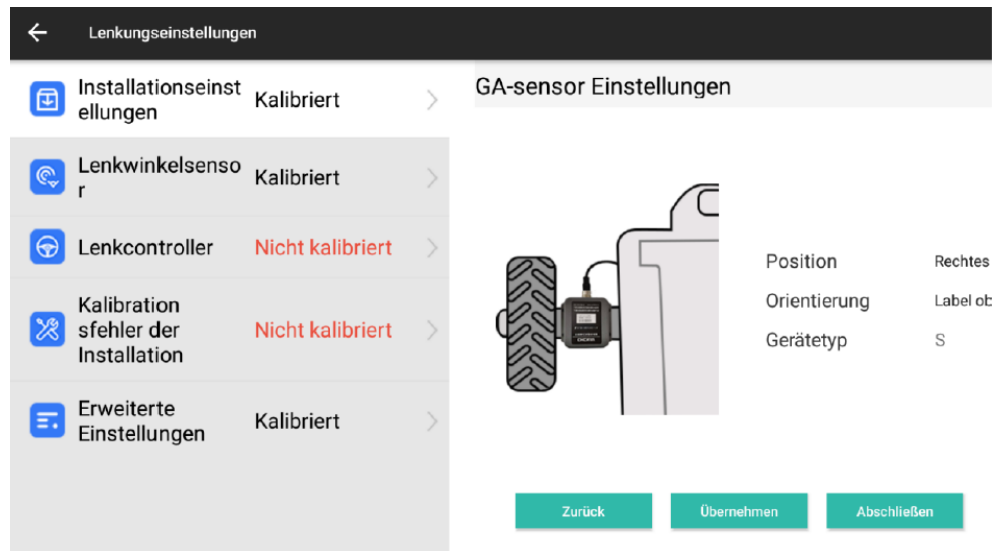 Lenkungseinstellungen
Installationseinst
ellungen
Kalibriert
Lenkwinkelsenso
r
Kalibriert
Lenkcontroller
Nicht kalibriert
Kalibration
sfehler der
Installation
Nicht kalibriert
Erweiterte
Einstellungen
Kalibriert
GA-sensor Einstellungen
Position
Rechtes
Orientierung
Label ob
Gerätetyp
S
Zurück
Übernehmen
Abschließen